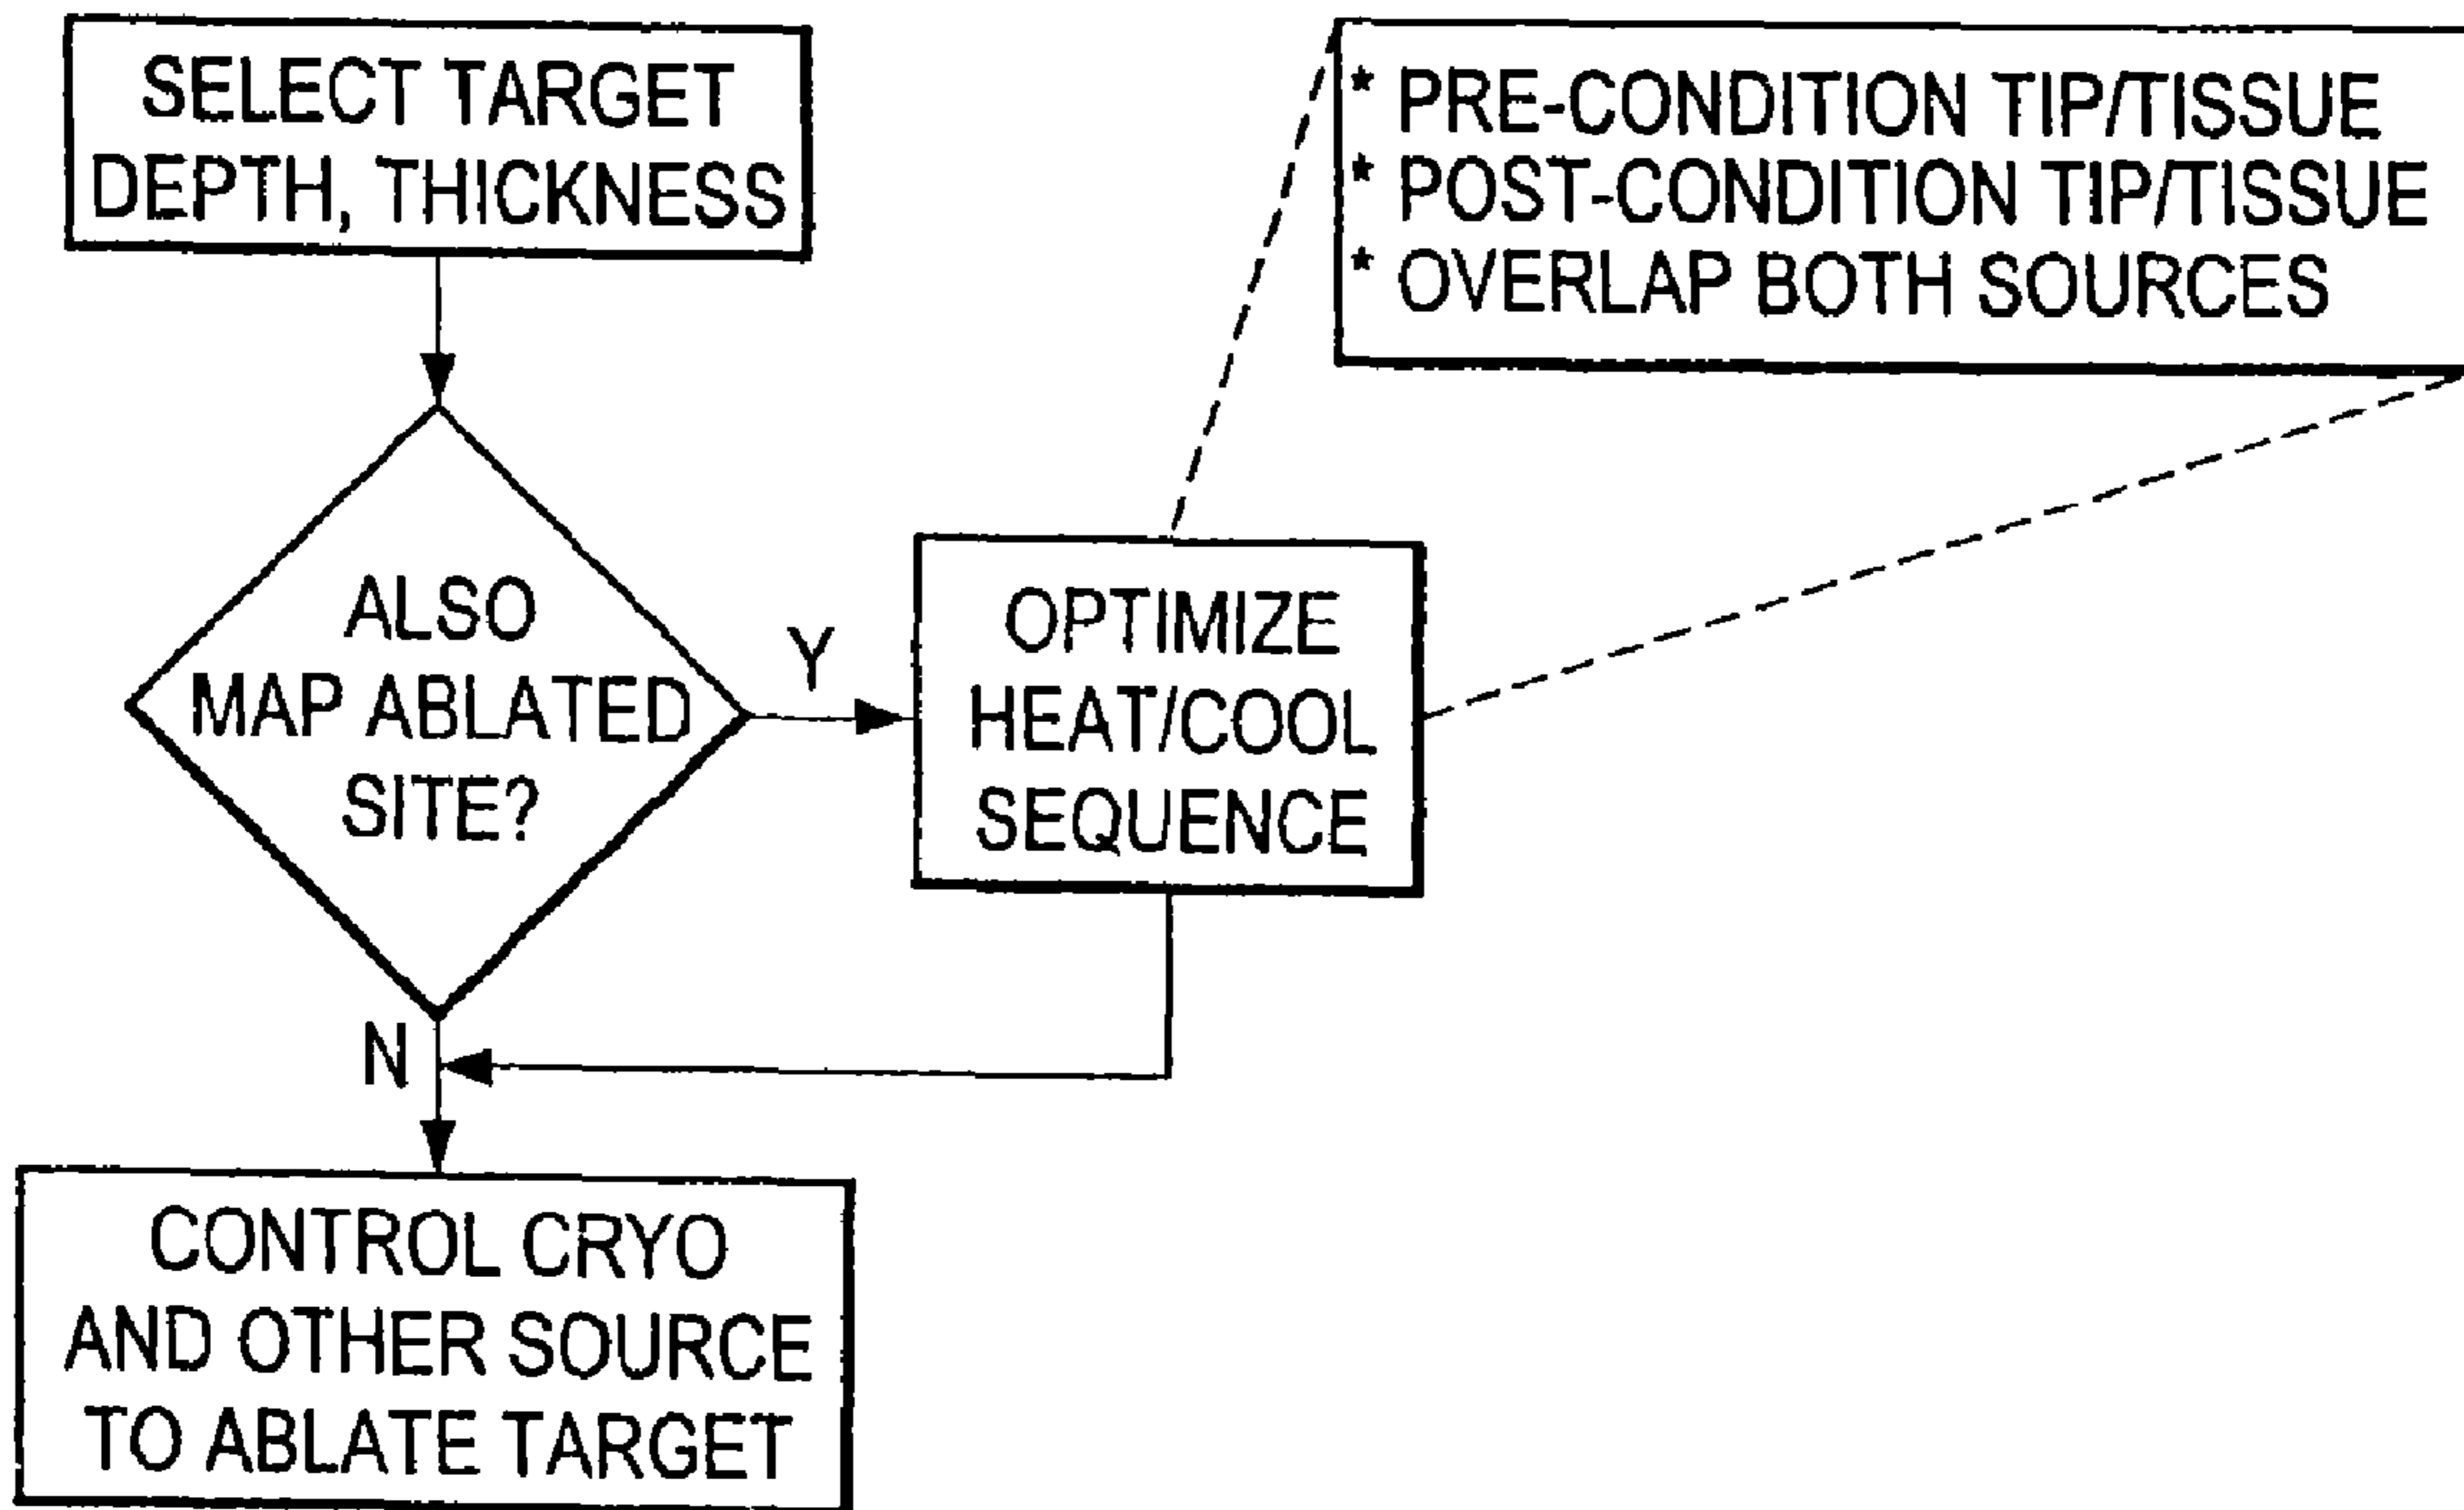 SELECT TARGET
DEPTH, THICKNESS
* PRE-CONDITION TIP/TISSUE
* POST-CONDITION TIP/TISSUE
* OVERLAP BOTH SOURCES
ALSO
MAP ABLATED
SITE?
Y
OPTIMIZE
HEAT/COOL
SEQUENCE
N
CONTROL CRYO
AND OTHER SOURCE
TO ABLATE TARGET